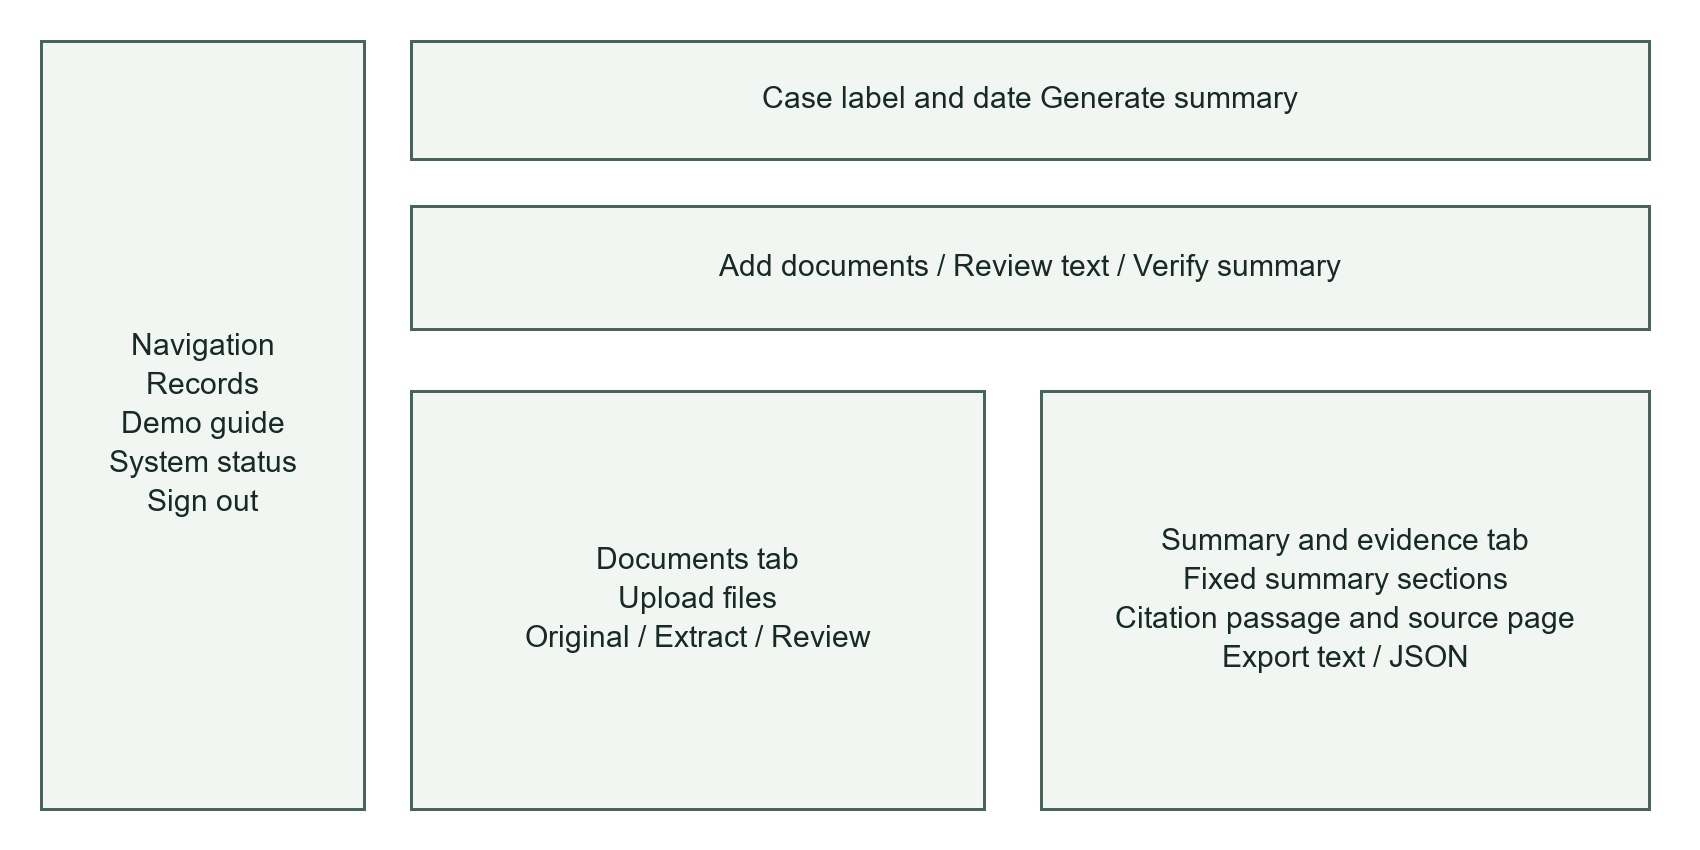 Navigation
Records
Demo guide
System status
Sign out
Case label and date Generate summary
Add documents / Review text / Verify summary
Documents tab
Upload files
Original / Extract / Review
Summary and evidence tab
Fixed summary sections
Citation passage and source page
Export text / JSON